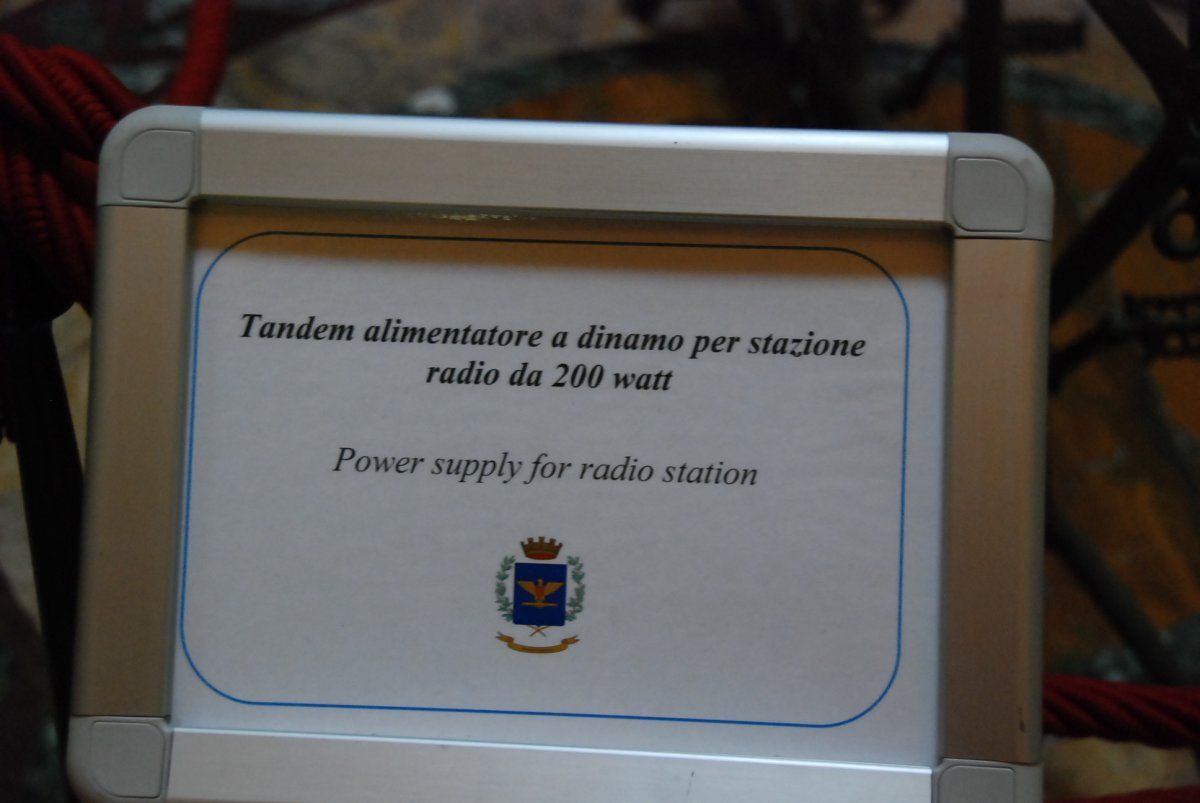 Tandem alimentatore a dinamo per stazione
radio da 200 watt
Power supply for radio station